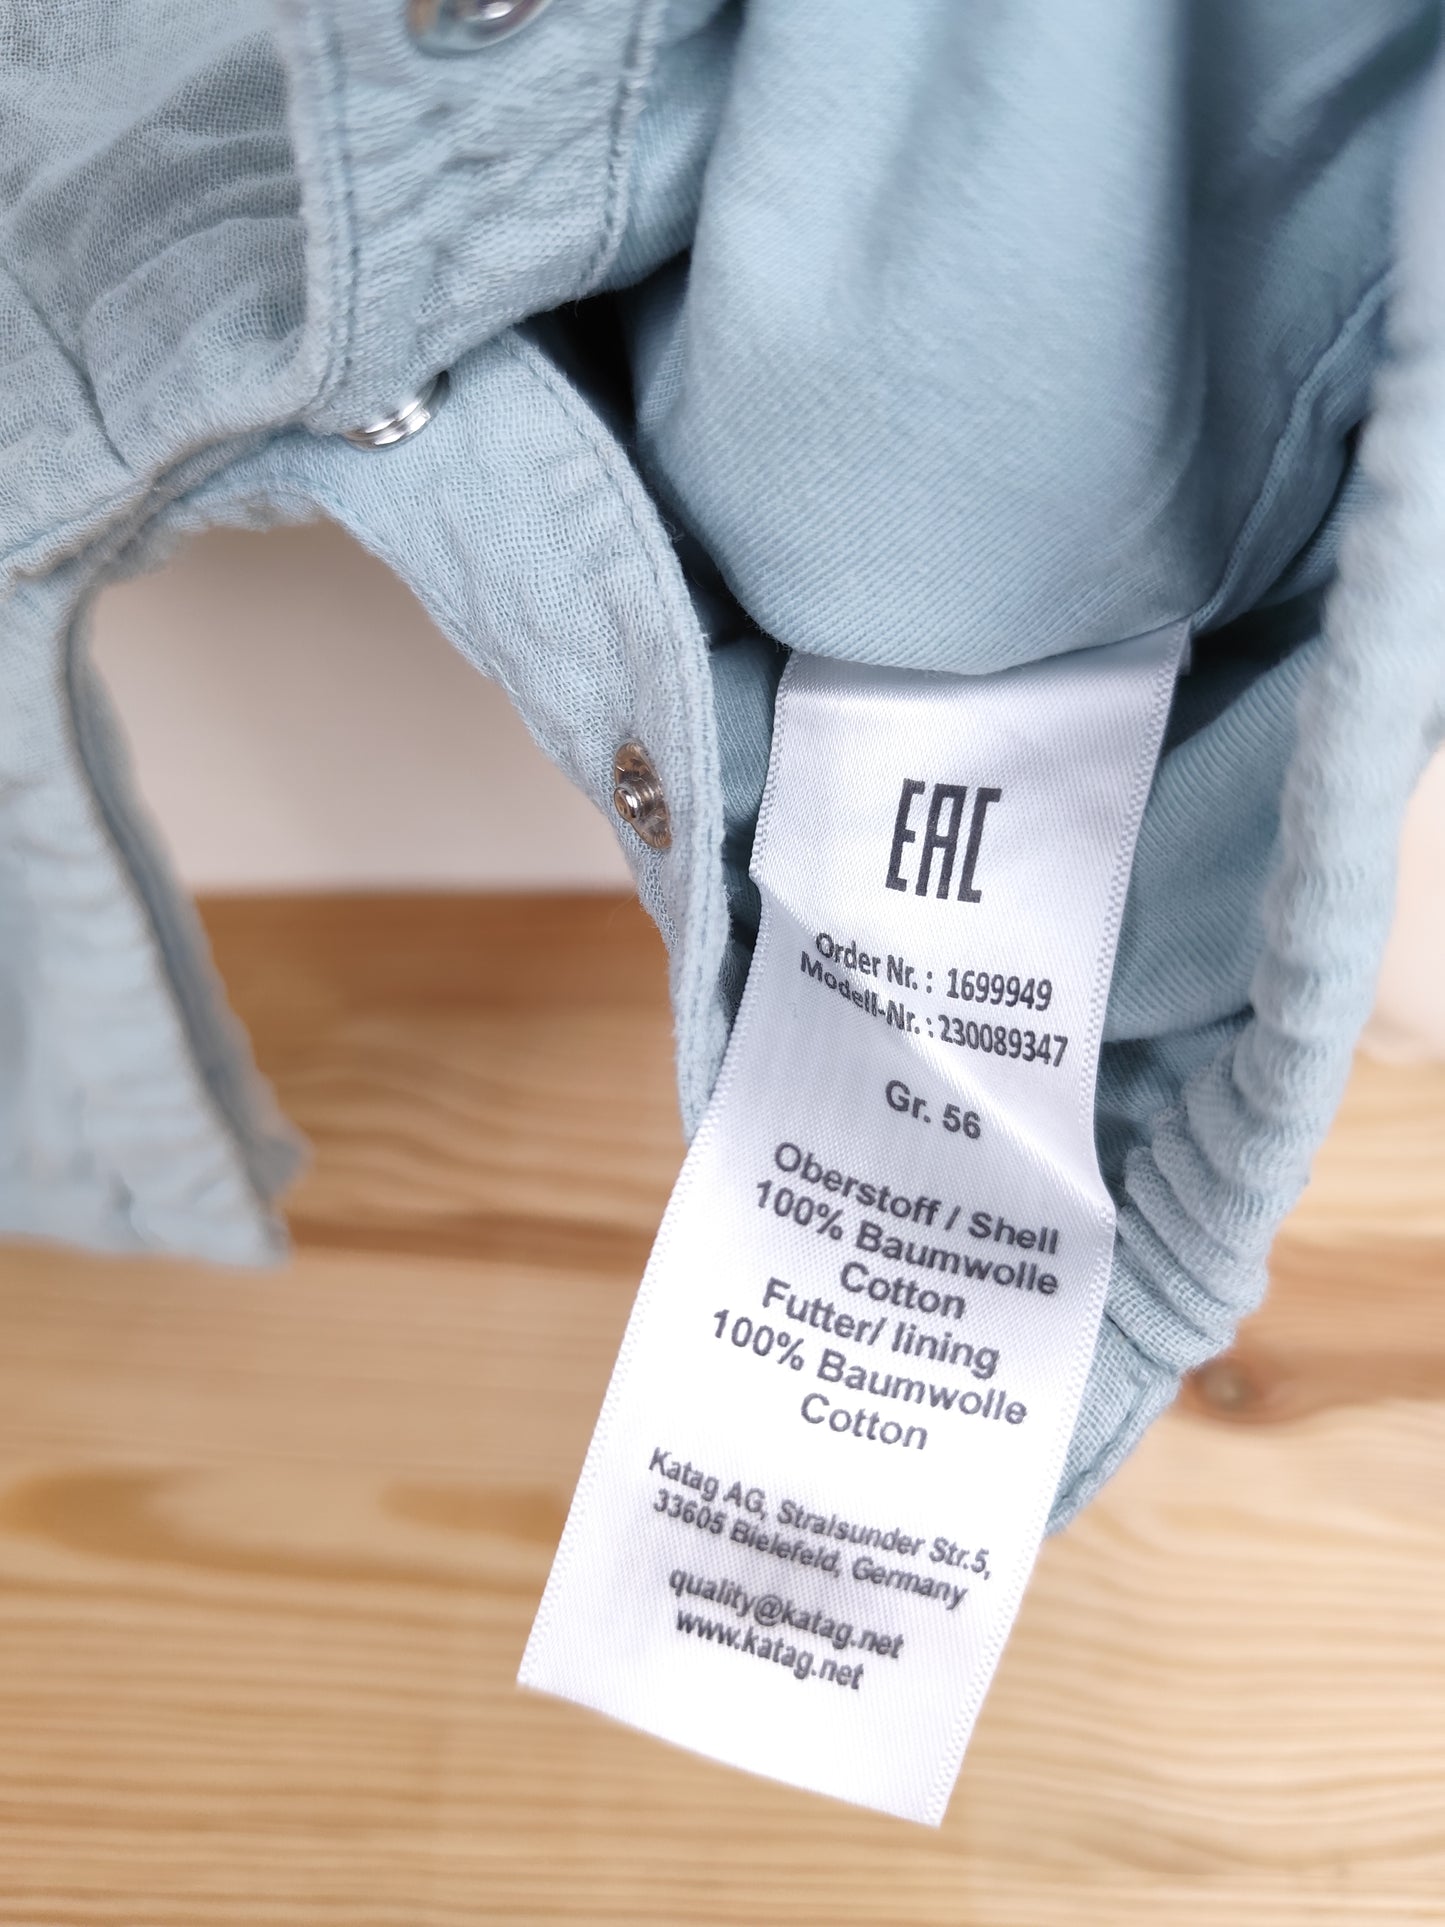 EAC
Order Nr. : 1699949
Modell-Nr. : 230089347
Gr. 56
Oberstoff / Shell
100% Baumwolle
Cotton
Futter/ lining
100% Baumwolle
Cotton
Katag AG, Stralsunder Str.5,
33605 Bielefeld, Germany
quality@katag.net
www.katag.net